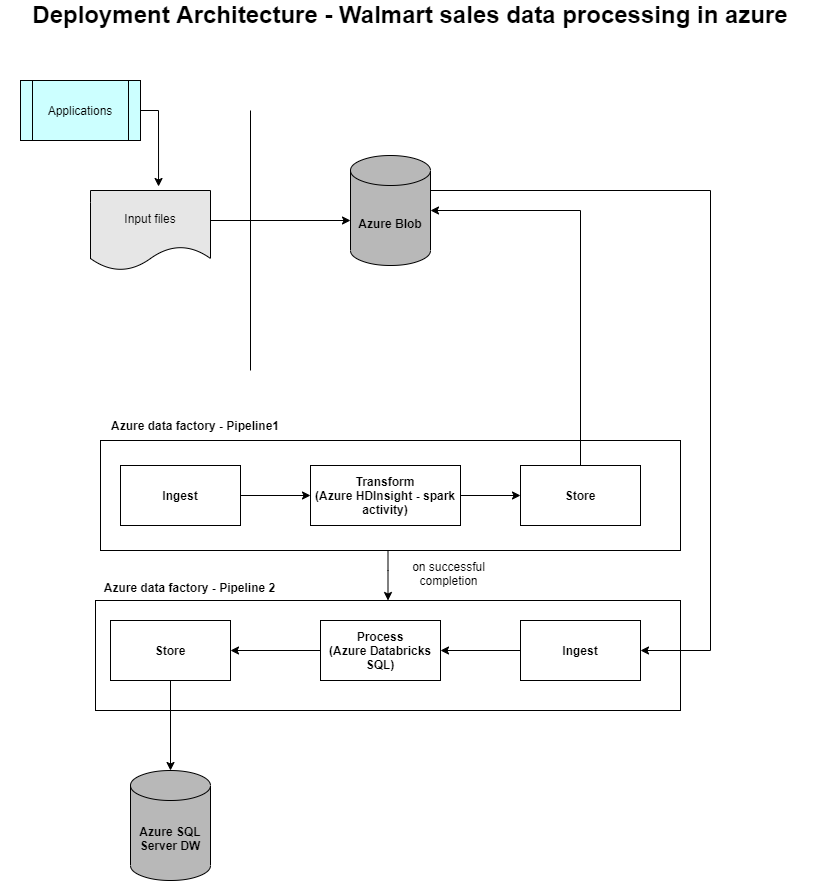 Deployment Architecture - Walmart sales data processing in azure
Applications
Input files
Azure Blob
Azure data factory - Pipeline1
Ingest
Transform
(Azure HDInsight - spark
activity)
Store
on successful
completion
Azure data factory - Pipeline 2
Store
Process
(Azure Databricks
SQL)
Ingest
Azure SQL
Server DW